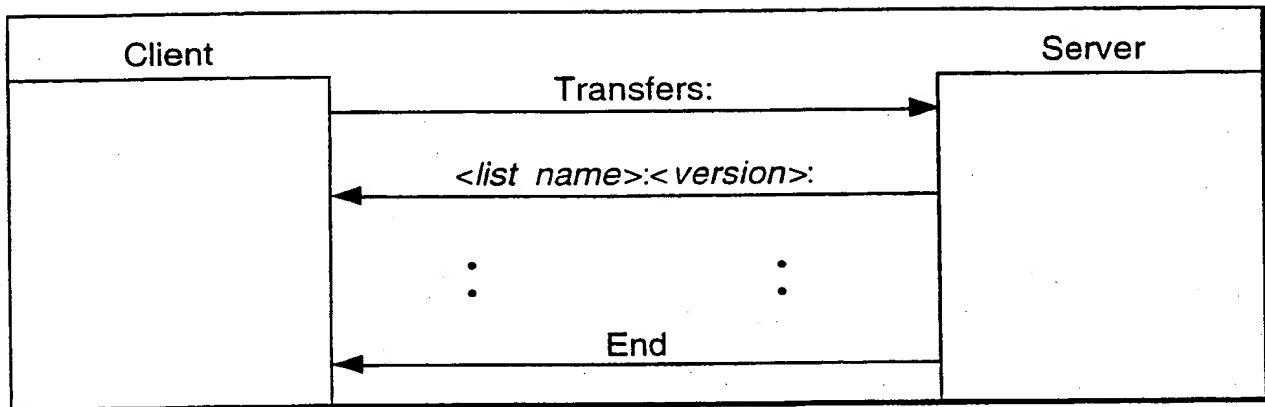 Client
Server
Transfers:
<list name>:<version>:
End